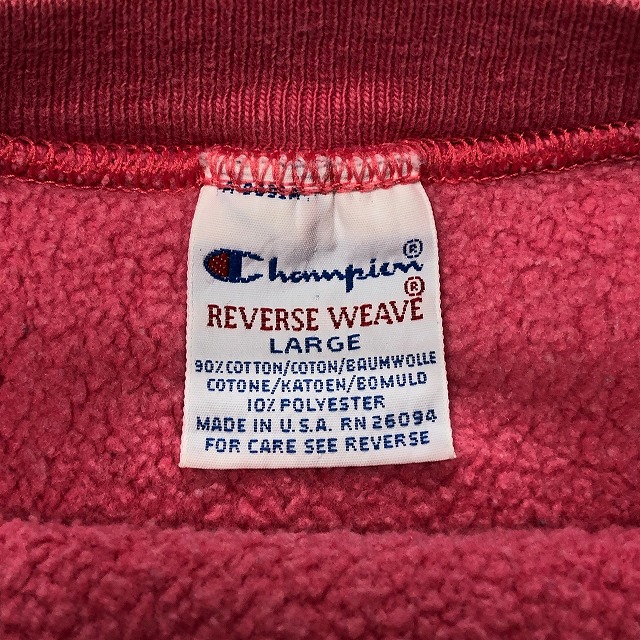 Champion®
REVERSE WEAVE®
LARGE
90%COTTON/COTON/BAUMWOLLE
COTONE/KATOEN/BOMULD
10% POLYESTER
MADE IN U.S.A. RN 26094
FOR CARE SEE REVERSE